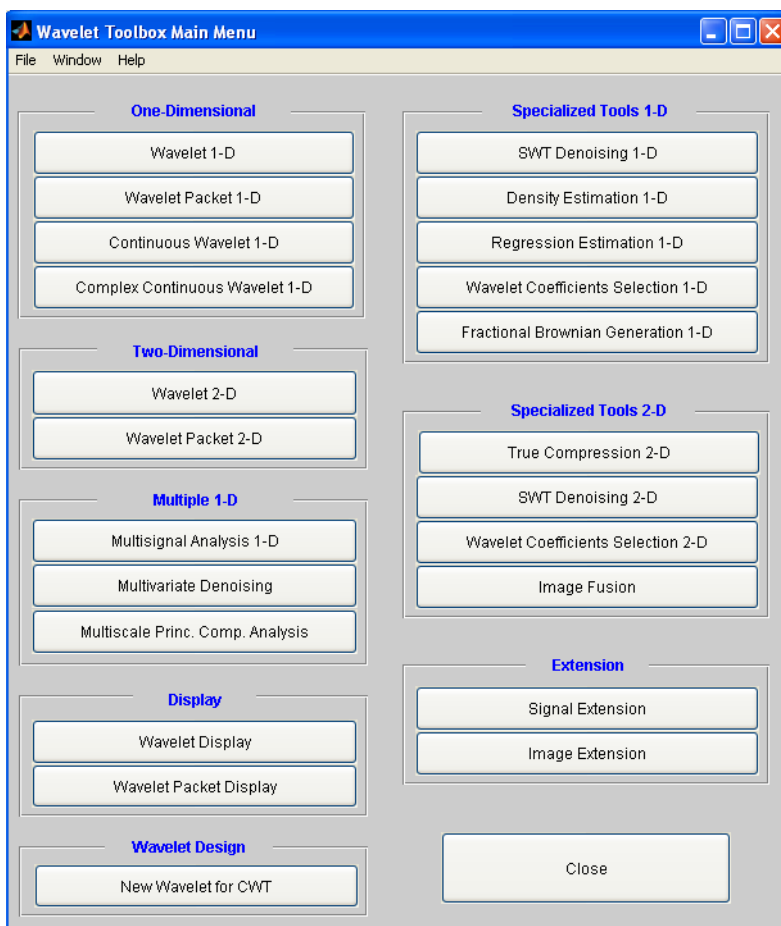 Wavelet Toolbox Main Menu
File Window Help
One-Dimensional
Wavelet 1-D
Wavelet Packet 1-D
Continuous Wavelet 1-D
Complex Continuous Wavelet 1-D
Two-Dimensional
Wavelet 2-D
Wavelet Packet 2-D
Multiple 1-D
Multisignal Analysis 1-D
Multivariate Denoising
Multiscale Princ. Comp. Analysis
Display
Wavelet Display
Wavelet Packet Display
Wavelet Design
New Wavelet for CWT
Specialized Tools 1-D
SWT Denoising 1-D
Density Estimation 1-D
Regression Estimation 1-D
Wavelet Coefficients Selection 1-D
Fractional Brownian Generation 1-D
Specialized Tools 2-D
True Compression 2-D
SWT Denoising 2-D
Wavelet Coefficients Selection 2-D
Image Fusion
Extension
Signal Extension
Image Extension
Close